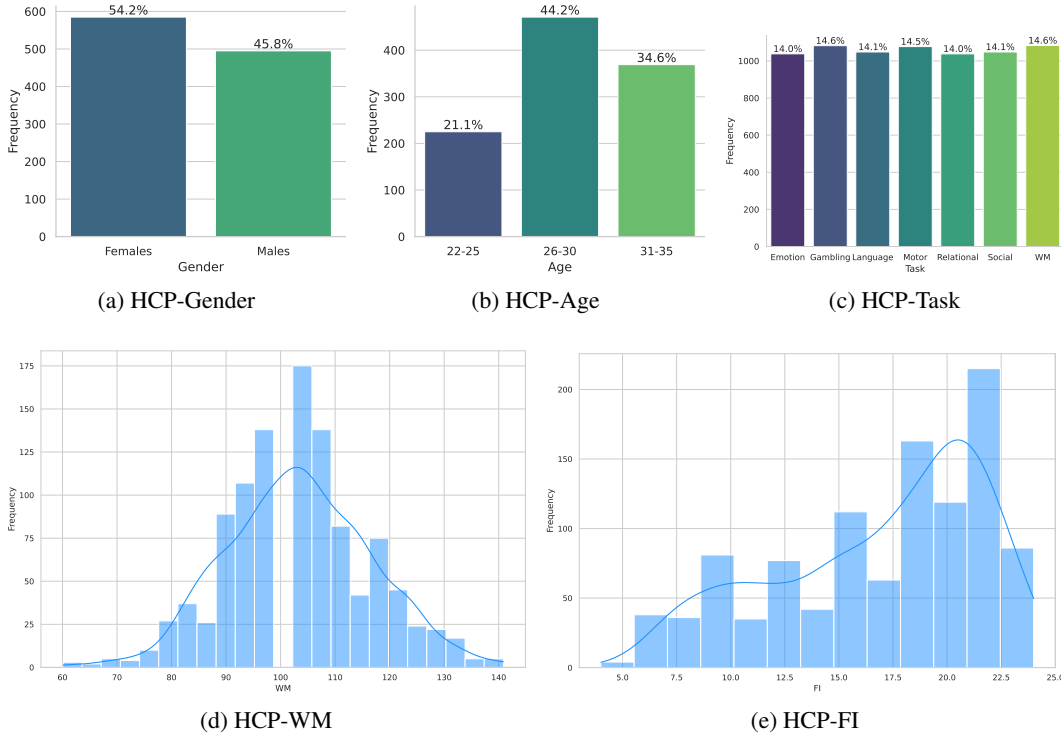 600
500
400
300
200
100
0
Frequency
54.2%
45.8%
Females
Males
Gender
(a) HCP-Gender
400
300
200
100
0
Frequency
21.1%
44.2%
34.6%
22-25
26-30
31-35
Age
(b) HCP-Age
1000
800
600
400
200
0
Frequency
14.0%
14.6%
14.1%
14.5%
14.0%
14.1%
14.6%
Emotion
Gambling
Language
Motor
Relational
Social
WM
Task
(c) HCP-Task
175
150
125
100
75
50
25
0
Frequency
60
70
80
90
100
110
120
130
140
WM
(d) HCP-WM
200
150
100
50
0
Frequency
5.0
7.5
10.0
12.5
15.0
17.5
20.0
22.5
25.0
FI
(e) HCP-FI